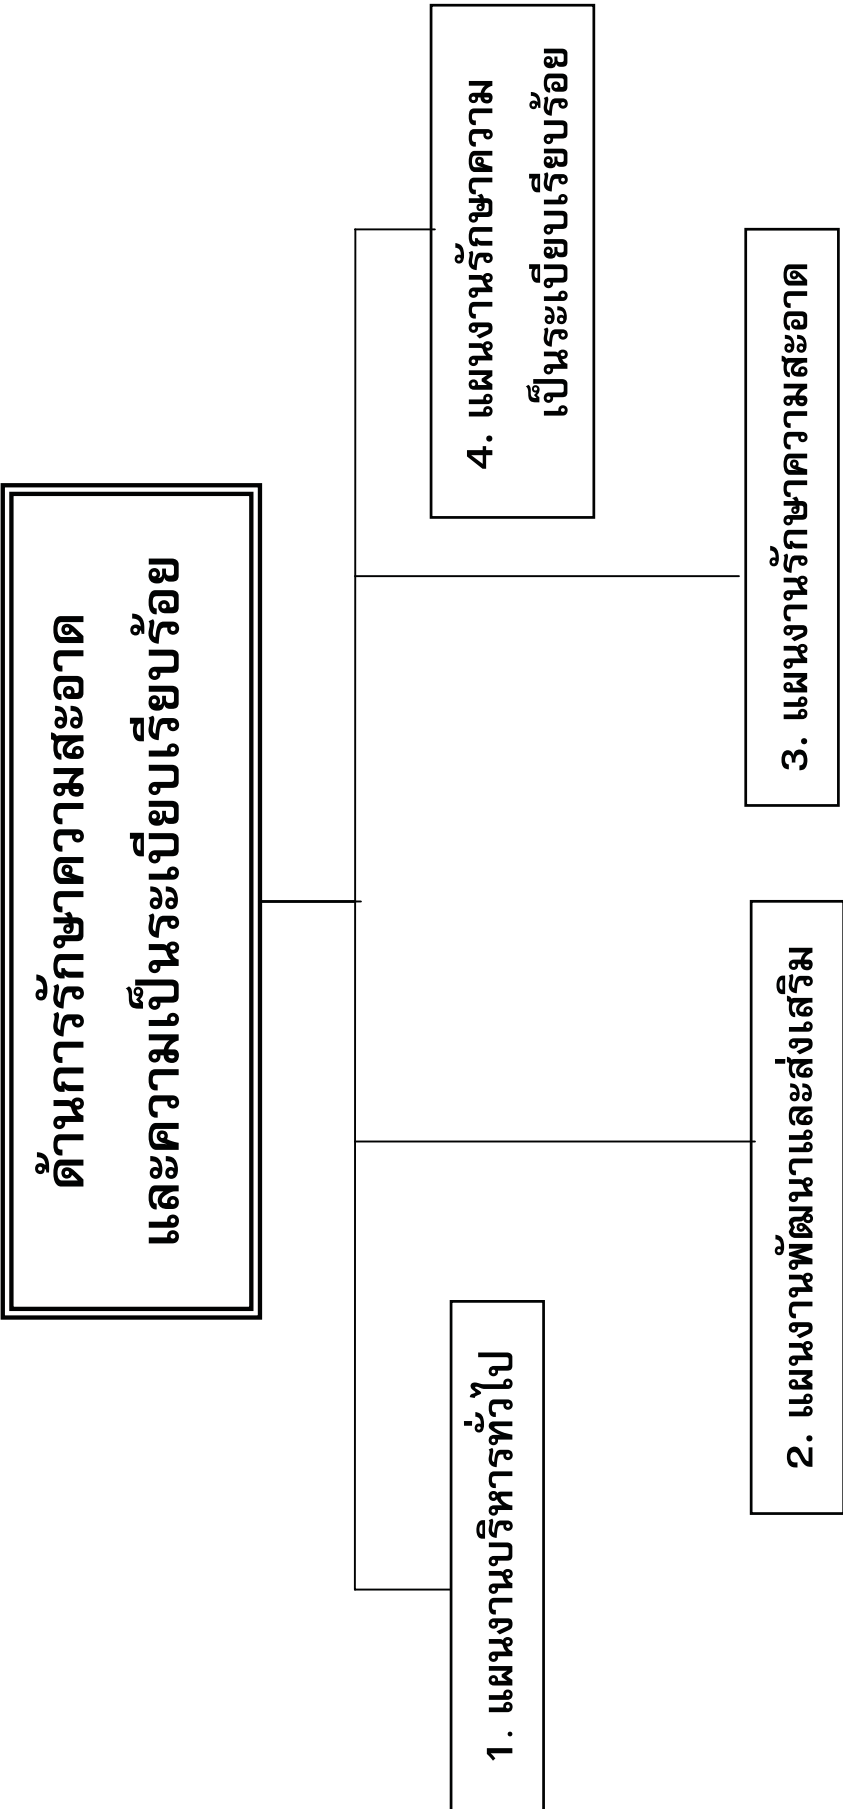 ด้านการรักษาความสะอาด
และความเป็นระเบียบเรียบร้อย
1. แผนงานบริหารทั่วไป
2. แผนงานพัฒนาและส่งเสริม
3. แผนงานรักษาความสะอาด
4. แผนงานรักษาความ
เป็นระเบียบเรียบร้อย